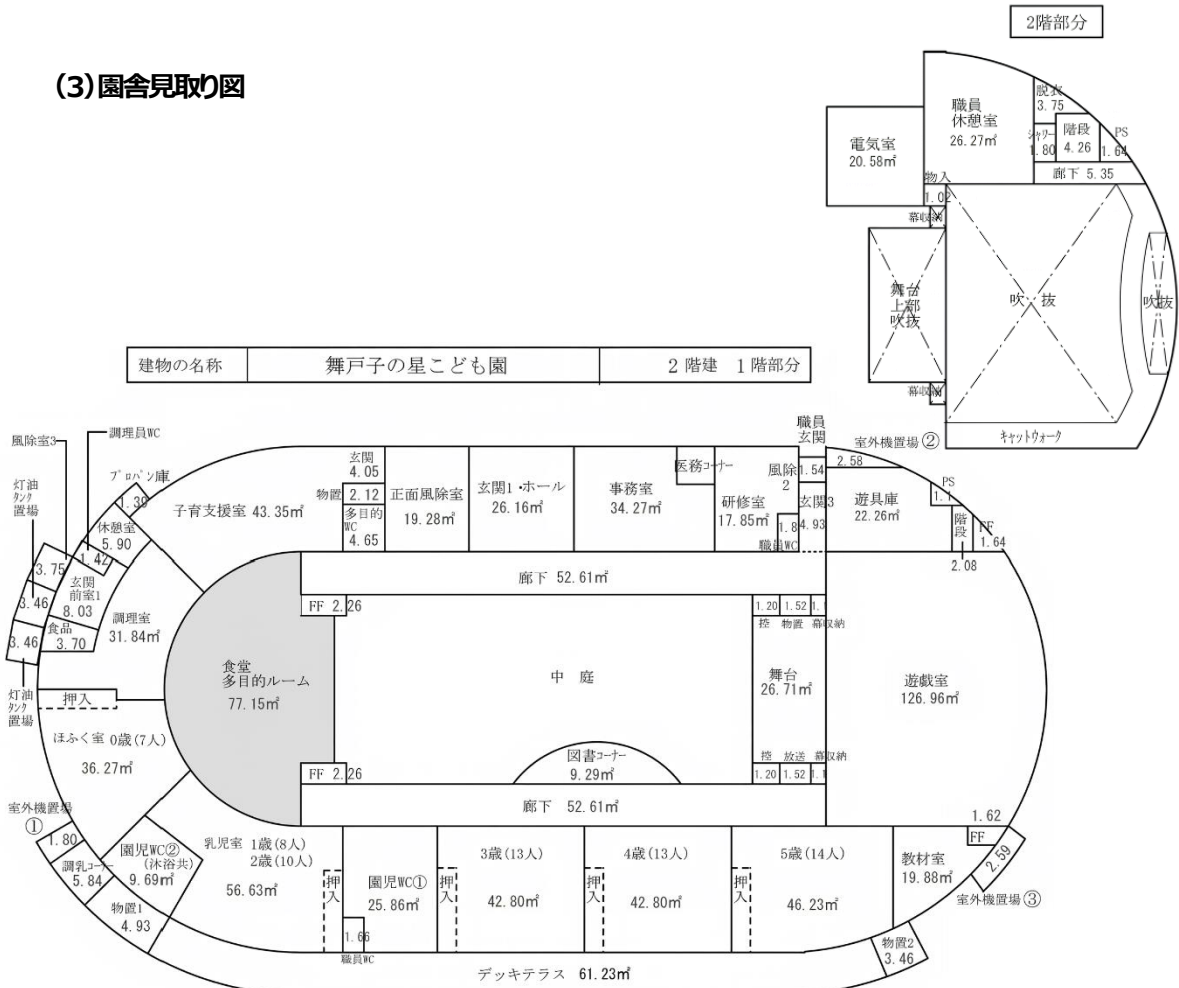 2階部分
(3)園舎見取り図
脱衣
3.75
職員
休憩室
26.27㎡
電気室
20.58㎡
シャワー
1.80
階段
4.26
PS
1.64
廊下 5.35
物入
1.02
幕収納
舞台
上部
吹抜
吹 抜
吹抜
幕収納
キャットウォーク
建物の名称
舞戸子の星こども園
2 階建 1 階部分
風除室3
調理員WC
プロパン庫
1.39
灯油
タンク
置場
休憩室
5.90
1.42
3.75
玄関
前室1
8.03
3.46
食品
3.70
3.46
灯油
タンク
置場
調理室
31.84㎡
子育支援室 43.35㎡
玄関
4.05
物置
2.12
多目的
WC
4.65
正面風除室
19.28㎡
玄関1・ホール
26.16㎡
事務室
34.27㎡
医務コーナー
研修室
17.85㎡
1.8
職員WC
職員
玄関
風除
2
1.54
玄関3
4.93
室外機置場②
2.58
遊具庫
22.26㎡
PS
1.1
階
段
2.08
FF
1.64
廊下 52.61㎡
FF 2.26
1.20
1.52
1.1
控
物置
幕収納
食堂
多目的ルーム
77.15㎡
中 庭
舞台
26.71㎡
遊戯室
126.96㎡
押入
ほふく室 0歳(7人)
36.27㎡
図書コーナー
9.29㎡
控
放送
幕収納
1.20
1.52
1.1
FF 2.26
廊下 52.61㎡
室外機置場
①
1.80
調乳コーナー
5.84
園児WC②
(沐浴共)
9.69㎡
物置1
4.93
乳児室 1歳(8人)
2歳(10人)
56.63㎡
押
入
園児WC①
25.86㎡
1.66
職員WC
3歳(13人)
42.80㎡
押
入
4歳(13人)
42.80㎡
押
入
5歳(14人)
46.23㎡
押
入
教材室
19.88㎡
1.62
FF
2.59
室外機置場③
物置2
3.46
デッキテラス 61.23㎡